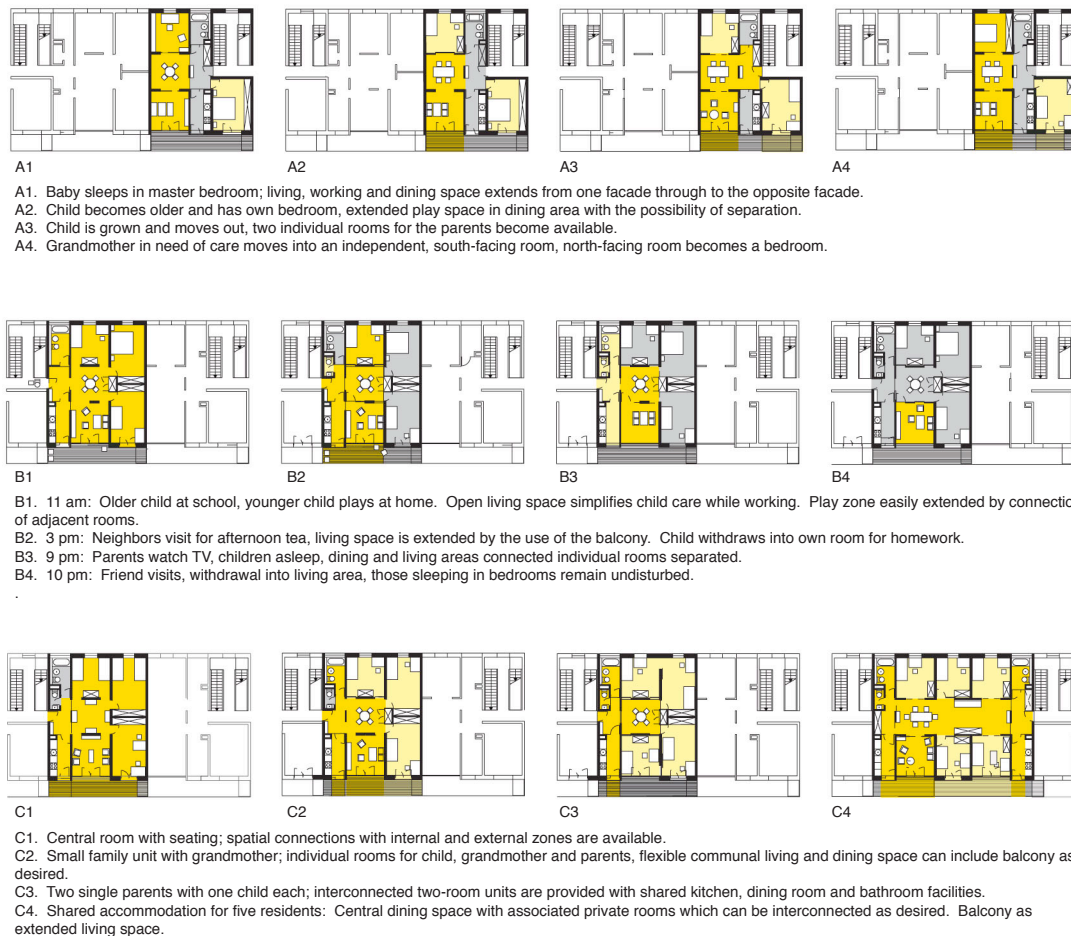 A1
A2
A3
A4
A1. Baby sleeps in master bedroom; living, working and dining space extends from one facade through to the opposite facade.
A2. Child becomes older and has own bedroom, extended play space in dining area with the possibility of separation.
A3. Child is grown and moves out, two individual rooms for the parents become available.
A4. Grandmother in need of care moves into an independent, south-facing room, north-facing room becomes a bedroom.
B1
B2
B3
B4
B1. 11 am: Older child at school, younger child plays at home. Open living space simplifies child care while working. Play zone easily extended by connectio
of adjacent rooms.
B2. 3 pm: Neighbors visit for afternoon tea, living space is extended by the use of the balcony. Child withdraws into own room for homework.
B3. 9 pm: Parents watch TV, children asleep, dining and living areas connected individual rooms separated.
B4. 10 pm: Friend visits, withdrawal into living area, those sleeping in bedrooms remain undisturbed.
.
C1
C2
C3
C4
C1. Central room with seating; spatial connections with internal and external zones are available.
C2. Small family unit with grandmother; individual rooms for child, grandmother and parents, flexible communal living and dining space can include balcony as
desired.
C3. Two single parents with one child each; interconnected two-room units are provided with shared kitchen, dining room and bathroom facilities.
C4. Shared accommodation for five residents: Central dining space with associated private rooms which can be interconnected as desired. Balcony as
extended living space.